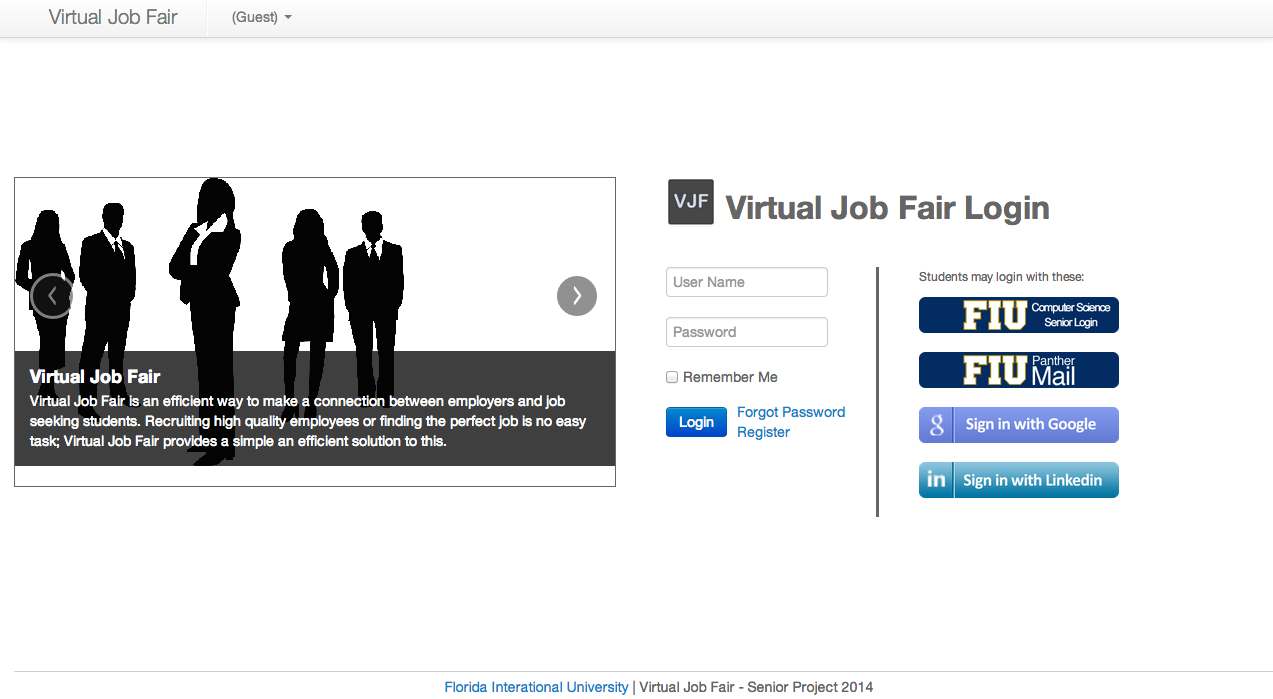 Virtual Job Fair
(Guest)
Virtual Job Fair
Virtual Job Fair is an efficient way to make a connection between employers and job
seeking students. Recruiting high quality employees or finding the perfect job is no easy
task; Virtual Job Fair provides a simple an efficient solution to this.
VJF
Virtual Job Fair Login
User Name
Password
Remember Me
Login
Forgot Password
Register
Students may login with these:
FIU Computer Science
Senior Login
FIU Panther
Mail
g Sign in with Google
in Sign in with Linkedin
Florida Interational University | Virtual Job Fair - Senior Project 2014